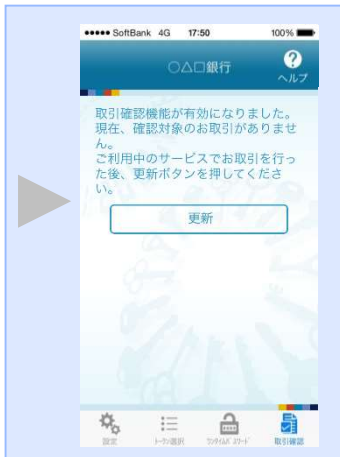 ●●●●● SoftBank 4G 17:50 100%
○△□銀行
?
ヘルプ
取引確認機能が有効になりました。
現在、確認対象のお取引がありませ
ん。
ご利用中のサービスでお取引を行っ
た後、更新ボタンを押してくださ
い。
更新
設定 トークン選択 ワンタイムパスワード 取引確認